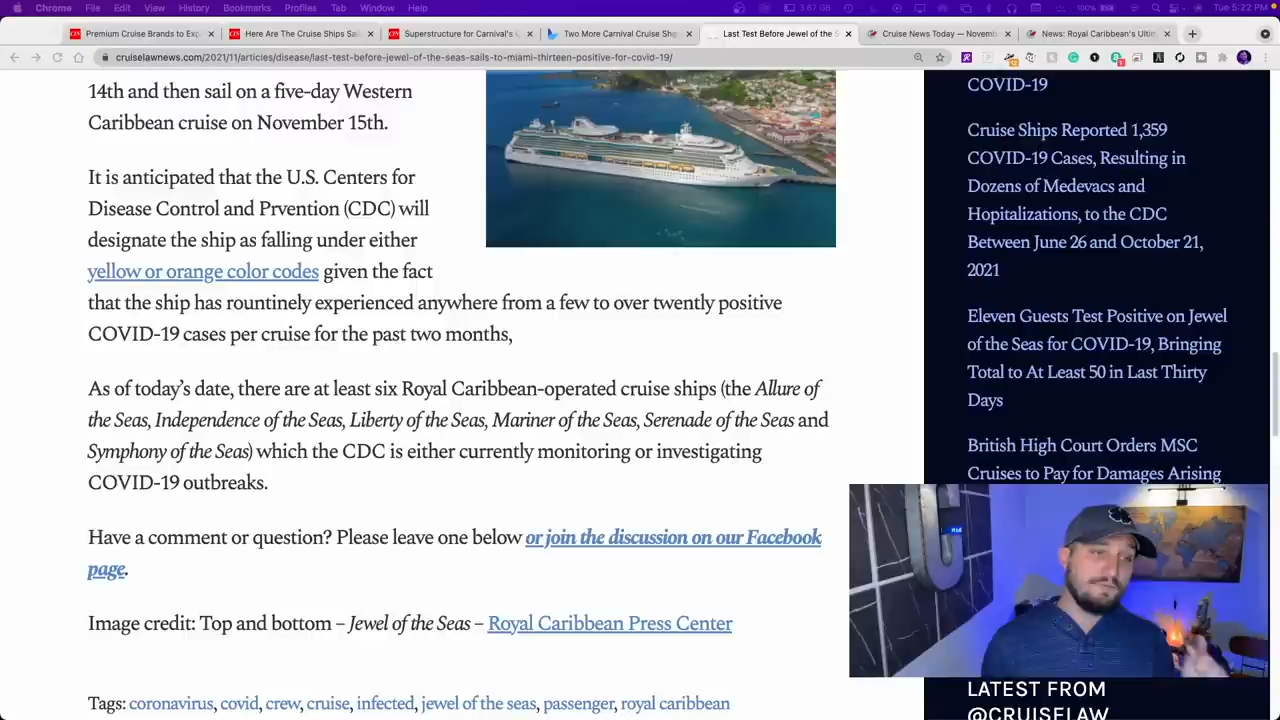 Chrome File Edit View History Bookmarks Profiles Tab Window Help 3.67 GB 100% Tue 5:22 PM
Premium Cruise Brands to Exp
Here Are The Cruise Ships Sai
Superstructure for Carnival's
Two More Carnival Cruise Ship
Last Test Before Jewel of the S
Cruise News Today — Novemb
News: Royal Caribbean's Ultim
cruiselawnews.com/2021/11/articles/disease/last-test-before-jewel-of-the-seas-sails-to-miami-thirteen-positive-for-covid-19/
14th and then sail on a five-day Western
Caribbean cruise on November 15th.
It is anticipated that the U.S. Centers for
Disease Control and Prvention (CDC) will
designate the ship as falling under either
yellow or orange color codes given the fact
that the ship has rountinely experienced anywhere from a few to over twently positive
COVID-19 cases per cruise for the past two months,
As of today's date, there are at least six Royal Caribbean-operated cruise ships (the Allure of
the Seas, Independence of the Seas, Liberty of the Seas, Mariner of the Seas, Serenade of the Seas and
Symphony of the Seas) which the CDC is either currently monitoring or investigating
COVID-19 outbreaks.
Have a comment or question? Please leave one below or join the discussion on our Facebook
page.
Image credit: Top and bottom – Jewel of the Seas – Royal Caribbean Press Center
Tags: coronavirus, covid, crew, cruise, infected, jewel of the seas, passenger, royal caribbean
COVID-19
Cruise Ships Reported 1,359
COVID-19 Cases, Resulting in
Dozens of Medevacs and
Hopitalizations, to the CDC
Between June 26 and October 21,
2021
Eleven Guests Test Positive on Jewel
of the Seas for COVID-19, Bringing
Total to At Least 50 in Last Thirty
Days
British High Court Orders MSC
Cruises to Pay for Damages Arising
LATEST FROM
@CRUISELAW